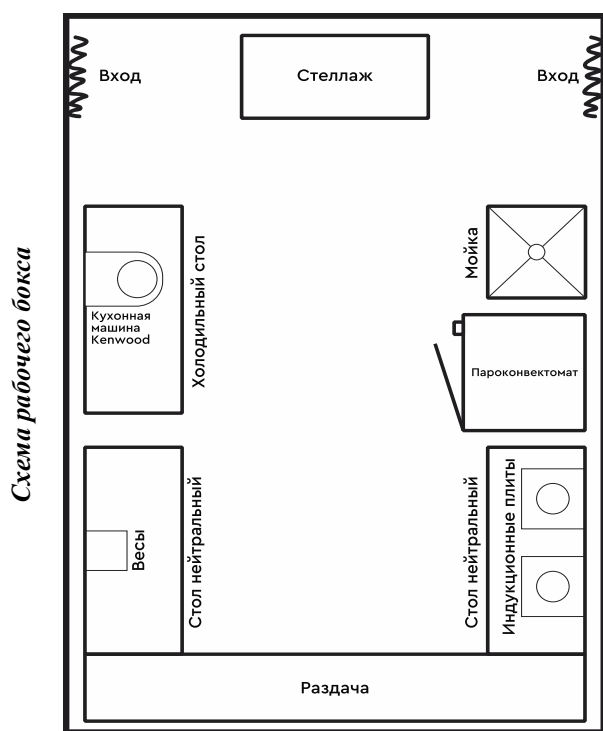 Схема рабочего бокса
Вход
Стеллаж
Вход
Холодильный стол
Кухонная
машина
Kenwood
Мойка
Пароконвектомат
Весы
Стол нейтральный
Стол нейтральный
Индукционные плиты
Раздача